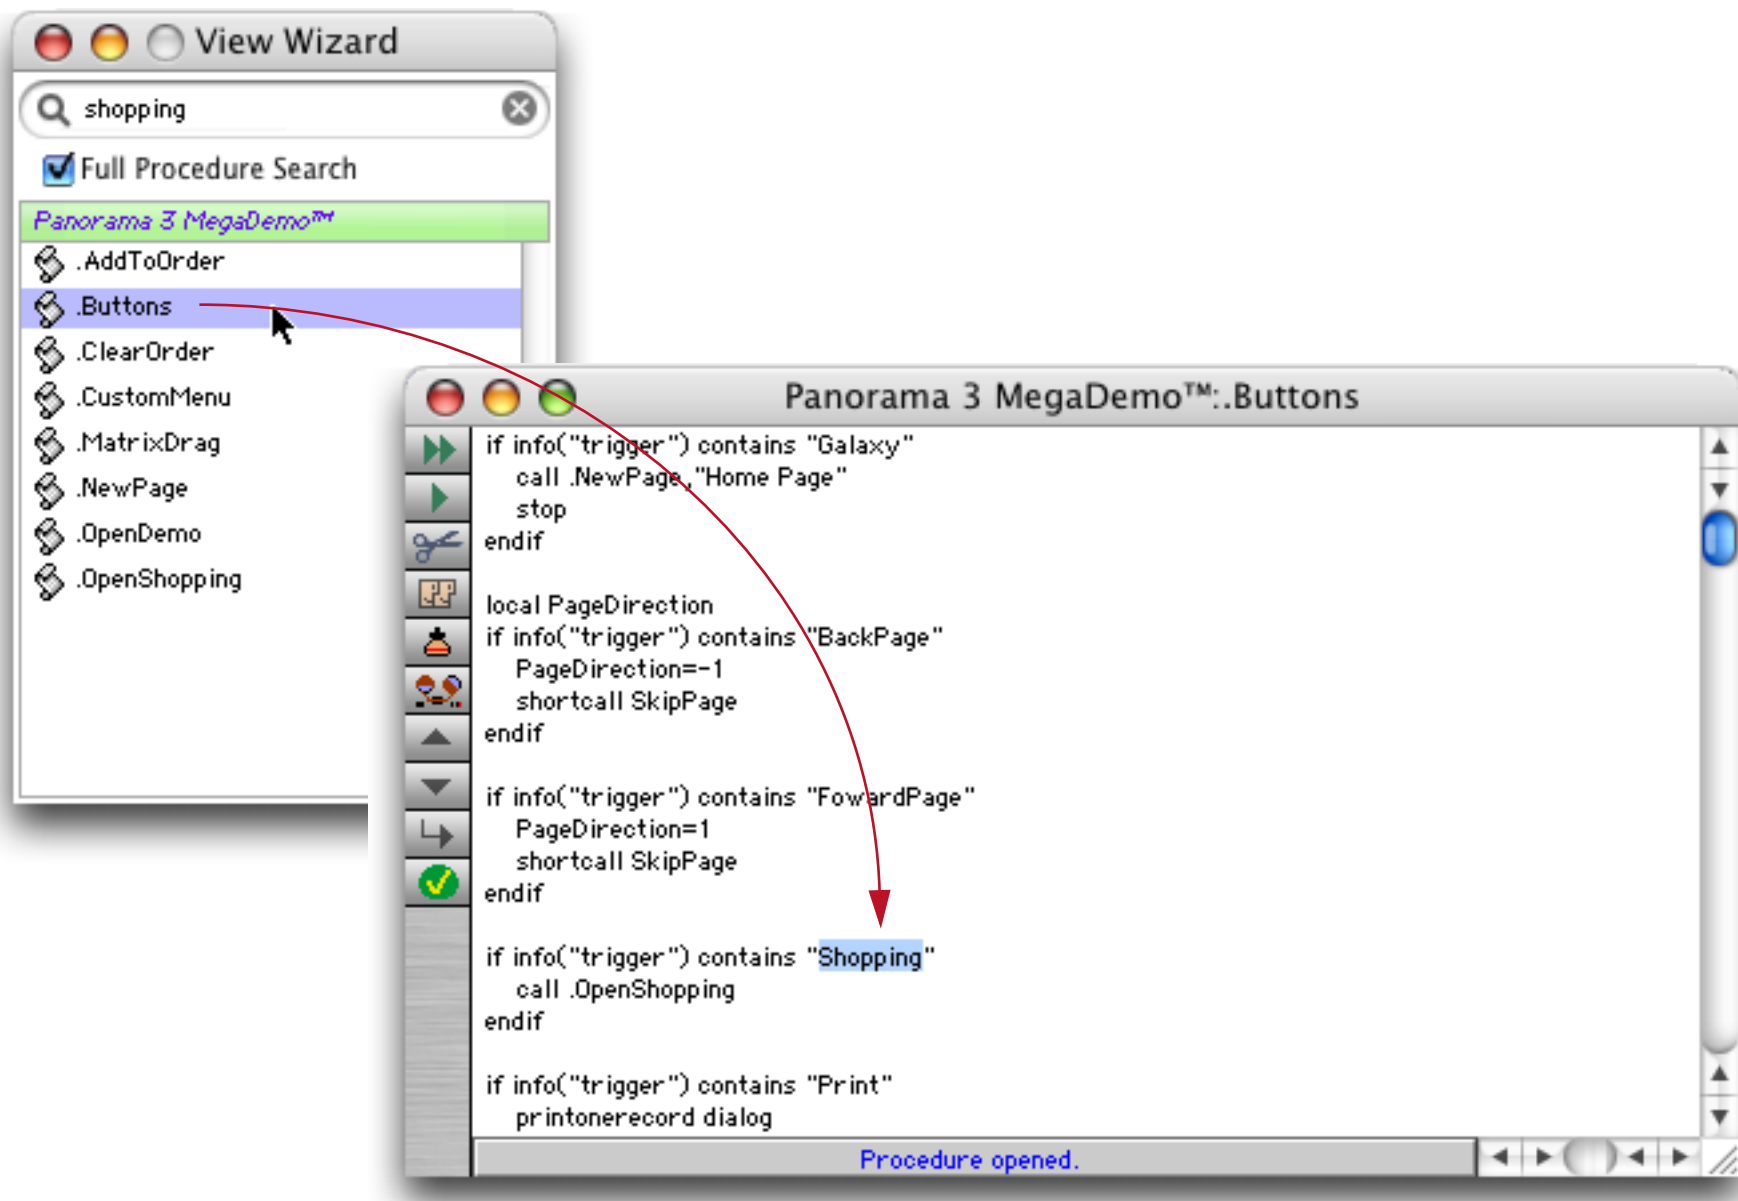 View Wizard
shopping
Full Procedure Search
Panorama 3 MegaDemo™
.AddToOrder
.Buttons
.ClearOrder
.CustomMenu
.MatrixDrag
.NewPage
.OpenDemo
.OpenShopping
Panorama 3 MegaDemo™:.Buttons
if info("trigger") contains "Galaxy"
call .NewPage,"Home Page"
stop
endif
local PageDirection
if info("trigger") contains "BackPage"
PageDirection=-1
shortcall SkipPage
endif
if info("trigger") contains "FowardPage"
PageDirection=1
shortcall SkipPage
endif
if info("trigger") contains "Shopping"
call .OpenShopping
endif
if info("trigger") contains "Print"
printonerecord dialog
Procedure opened.